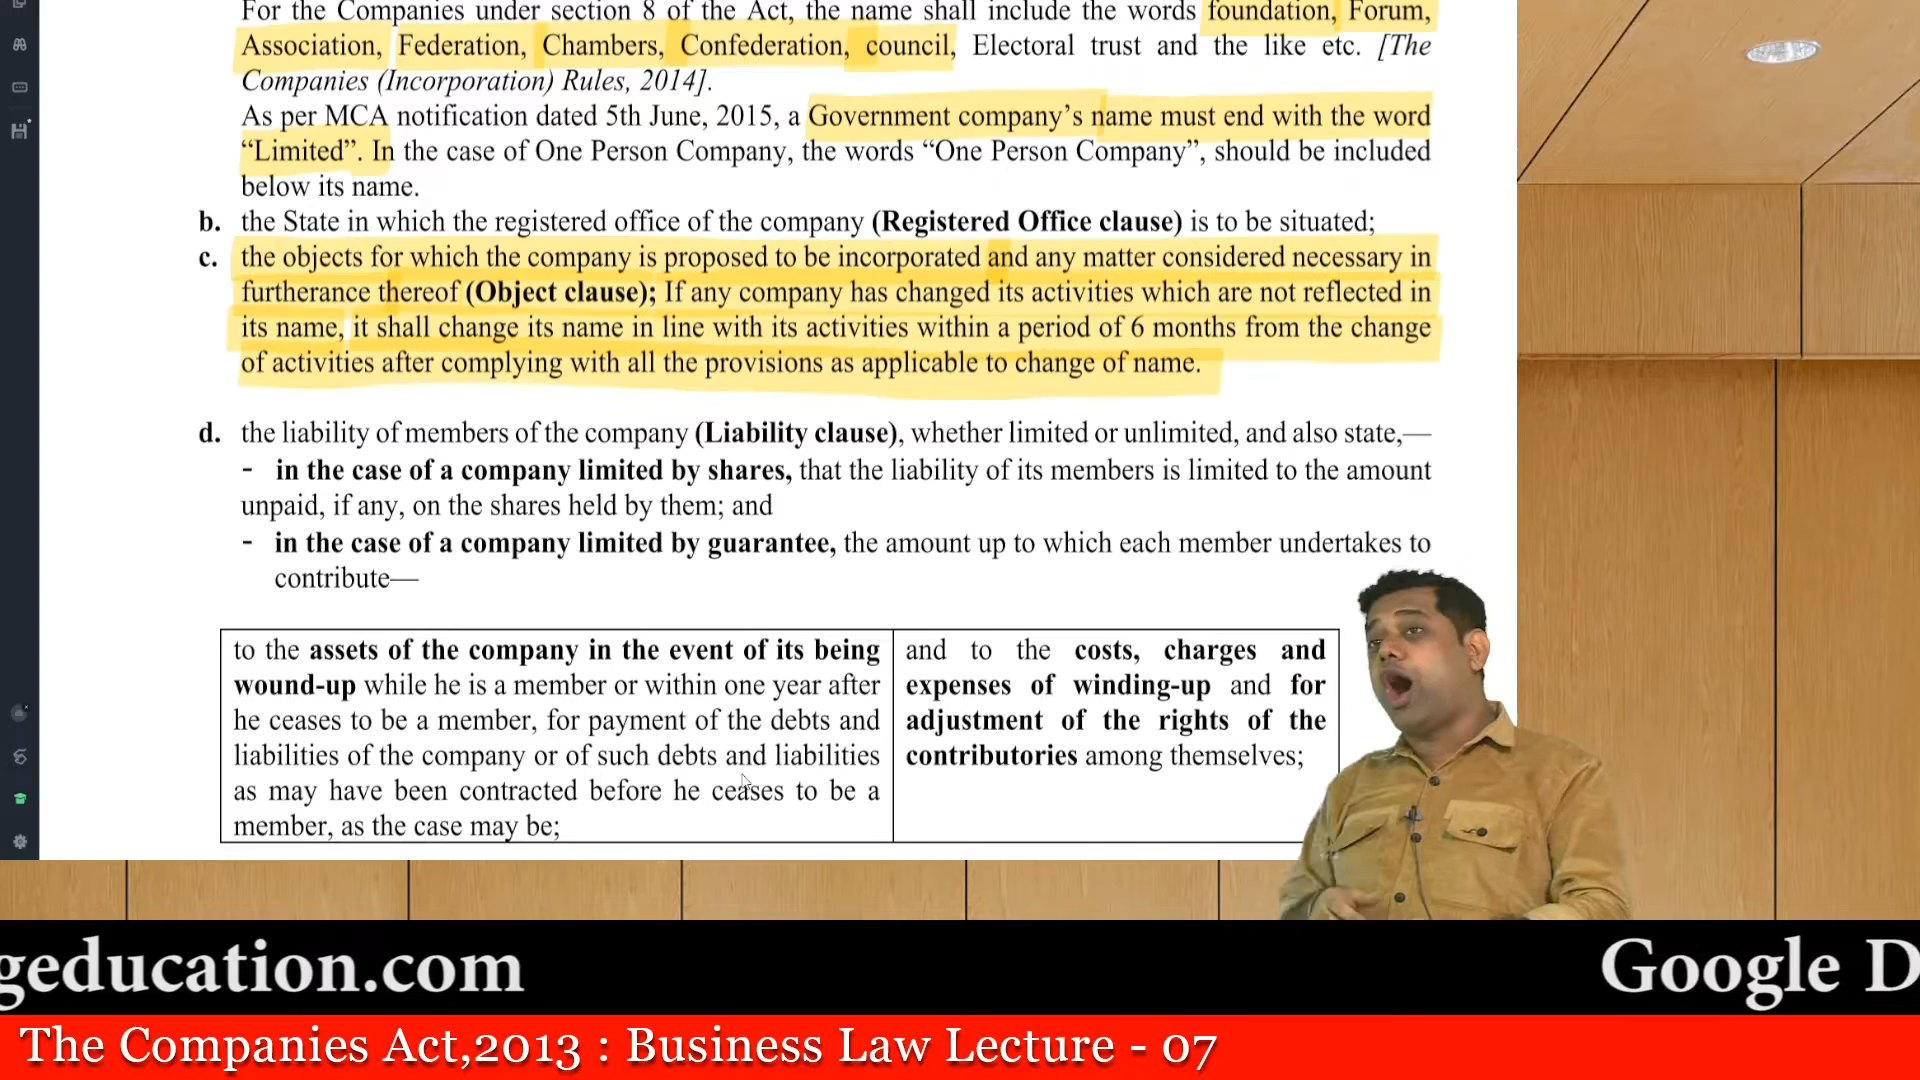 For the Companies under section 8 of the Act, the name shall include the words foundation, Forum,
Association, Federation, Chambers, Confederation, council, Electoral trust and the like etc. [The
Companies (Incorporation) Rules, 2014].
As per MCA notification dated 5th June, 2015, a Government company’s name must end with the word
“Limited”. In the case of One Person Company, the words “One Person Company”, should be included
below its name.
b. the State in which the registered office of the company (Registered Office clause) is to be situated;
c. the objects for which the company is proposed to be incorporated and any matter considered necessary in
furtherance thereof (Object clause); If any company has changed its activities which are not reflected in
its name, it shall change its name in line with its activities within a period of 6 months from the change
of activities after complying with all the provisions as applicable to change of name.
d. the liability of members of the company (Liability clause), whether limited or unlimited, and also state,—
- in the case of a company limited by shares, that the liability of its members is limited to the amount
unpaid, if any, on the shares held by them; and
- in the case of a company limited by guarantee, the amount up to which each member undertakes to
contribute—
to the assets of the company in the event of its being
wound-up while he is a member or within one year after
he ceases to be a member, for payment of the debts and
liabilities of the company or of such debts and liabilities
as may have been contracted before he ceases to be a
member, as the case may be;
and to the costs, charges and
expenses of winding-up and for
adjustment of the rights of the
contributories among themselves;
geducation.com
Google D
The Companies Act,2013 : Business Law Lecture - 07